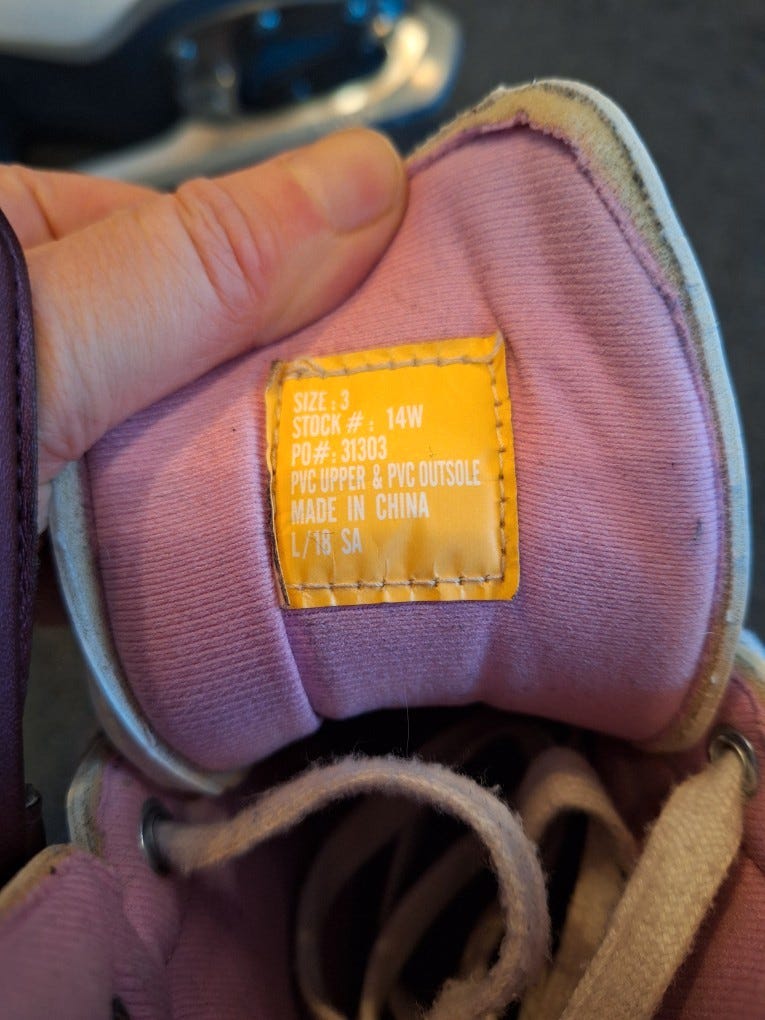 SIZE : 3
STOCK # : 14W
PO# : 31303
PVC UPPER & PVC OUTSOLE
MADE IN CHINA
L/18 SA